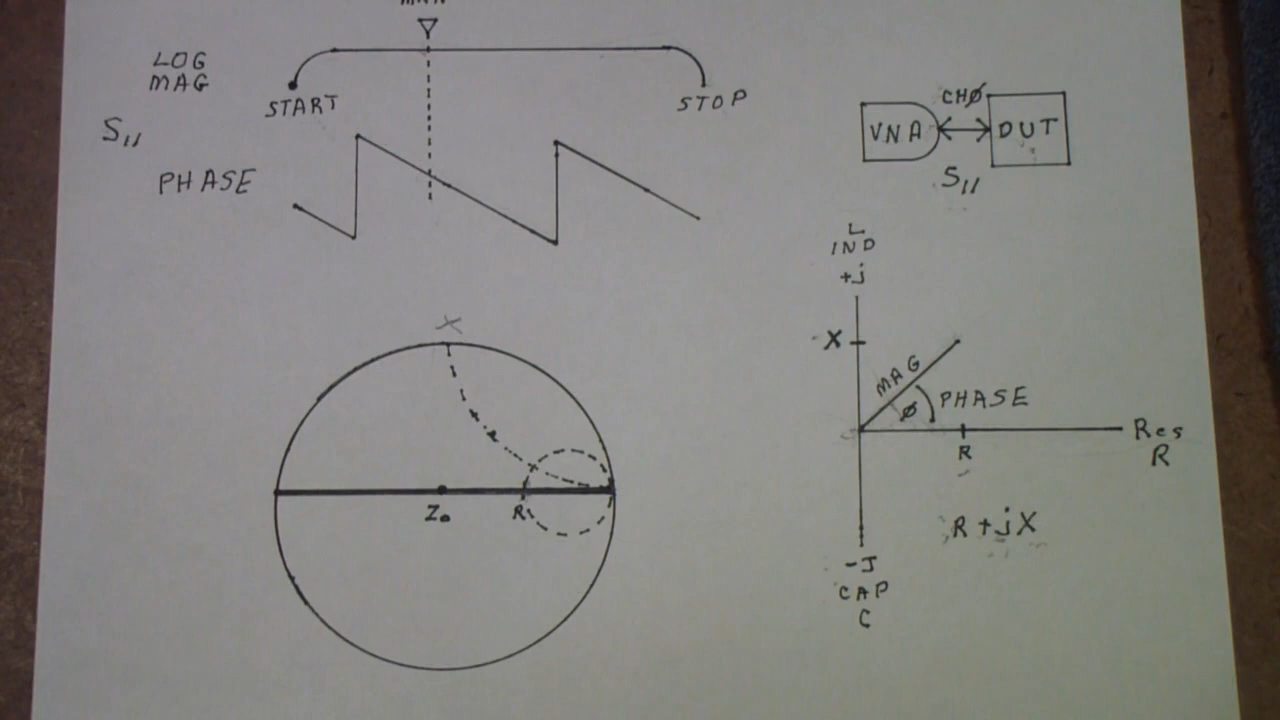 LOG
MAG
START
STOP
S11
PHASE
CHØ
VNA
DUT
S11
L
IND
+j
X
MAG
Ø
PHASE
R
Res
R
R+jX
-J
CAP
C
X
Zo
R